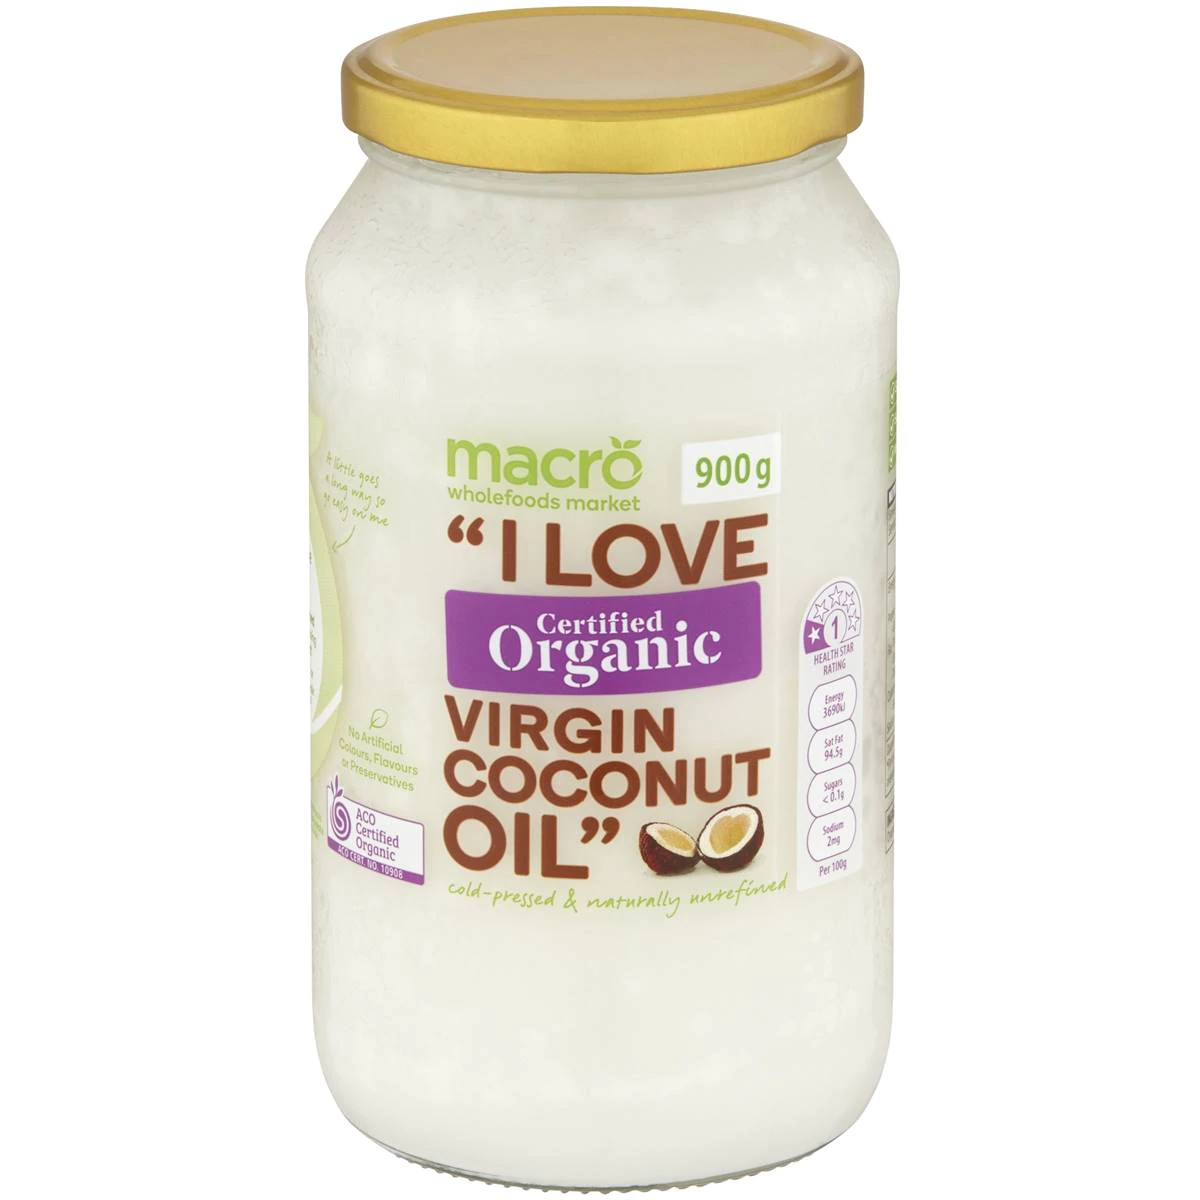 macro
wholefoods market
900g
"I LOVE
Certified
Organic
VIRGIN
COCONUT
OIL"
cold-pressed & naturally unrefined
A little goes
a long way so
go easy on me
No Artificial
Colours, Flavours
or Preservatives
ACO
Certified
Organic
ACO CERT. NO. 10908
1
HEALTH STAR
RATING
Energy
3690kJ
Sat Fat
94.5g
Sugars
<0.1g
Sodium
2mg
Per 100g